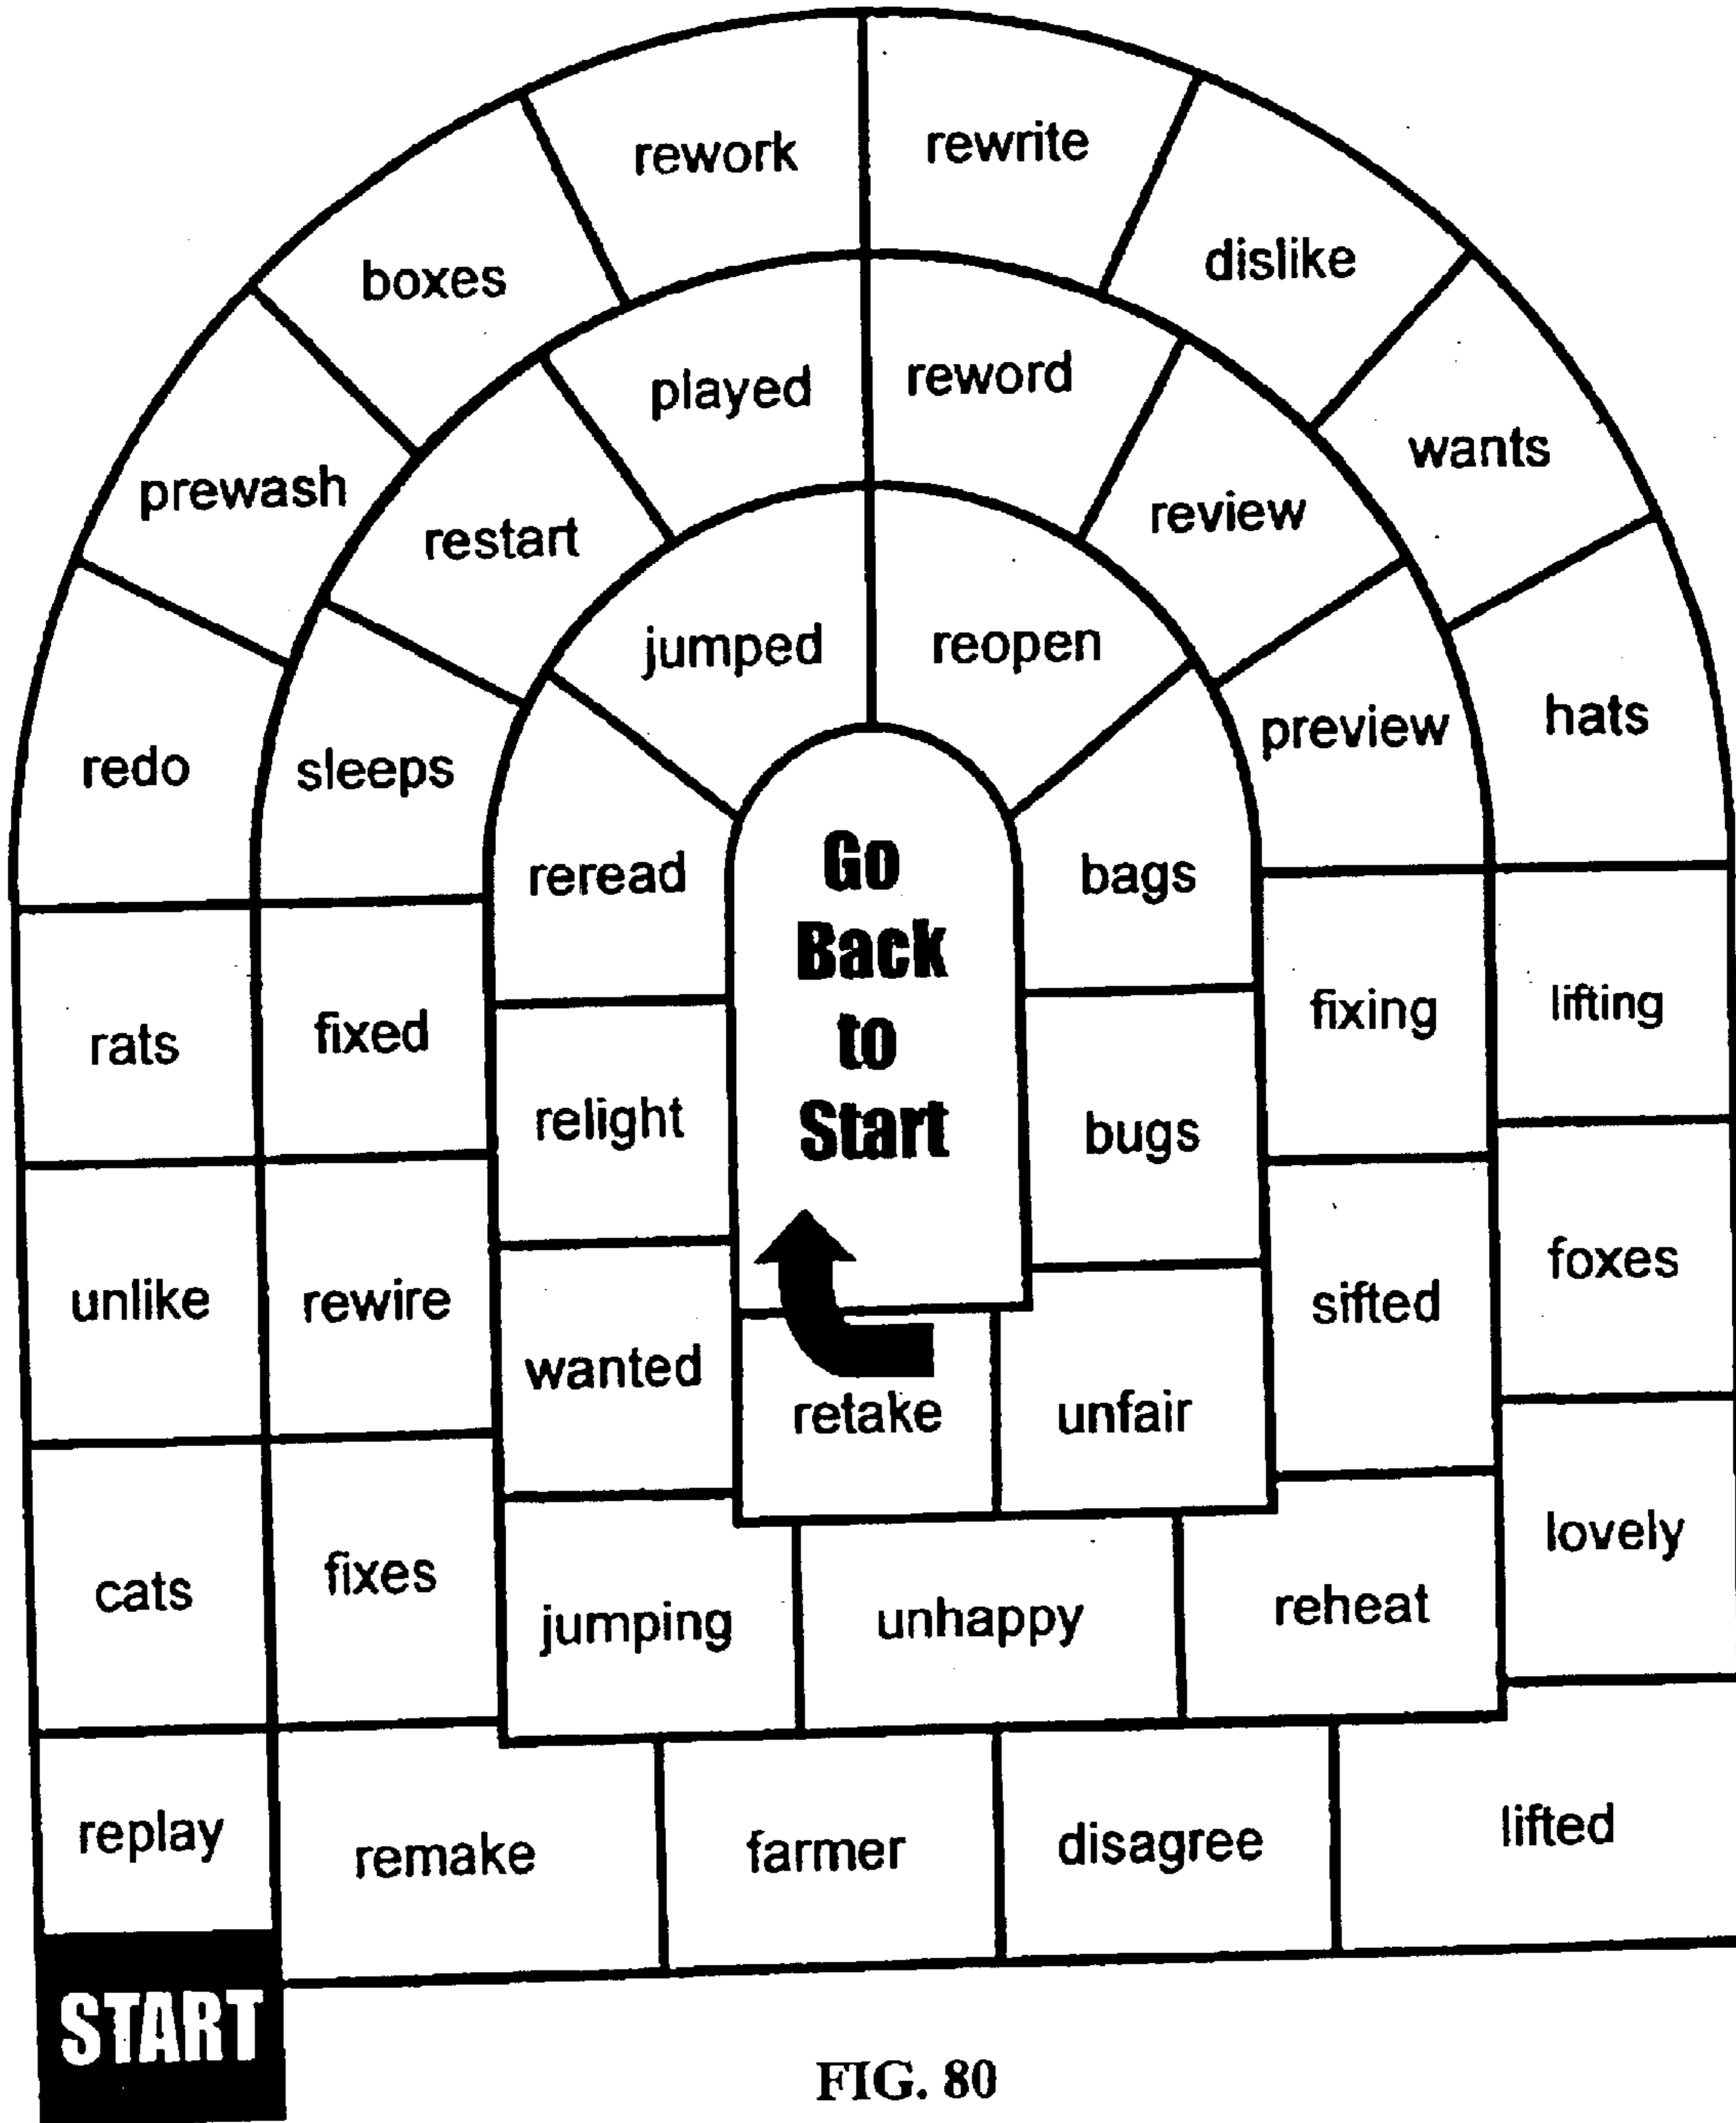 START
replay
cats
unlike
rats
redo
prewash
boxes
rework
rewrite
dislike
wants
hats
lifting
foxes
lovely
lifted
disagree
farmer
remake
fixes
rewire
fixed
sleeps
restart
played
reword
review
preview
fixing
sifted
reheat
unhappy
jumping
wanted
relight
reread
jumped
reopen
bags
bugs
unfair
retake
Go
Back
to
Start
FIG. 80